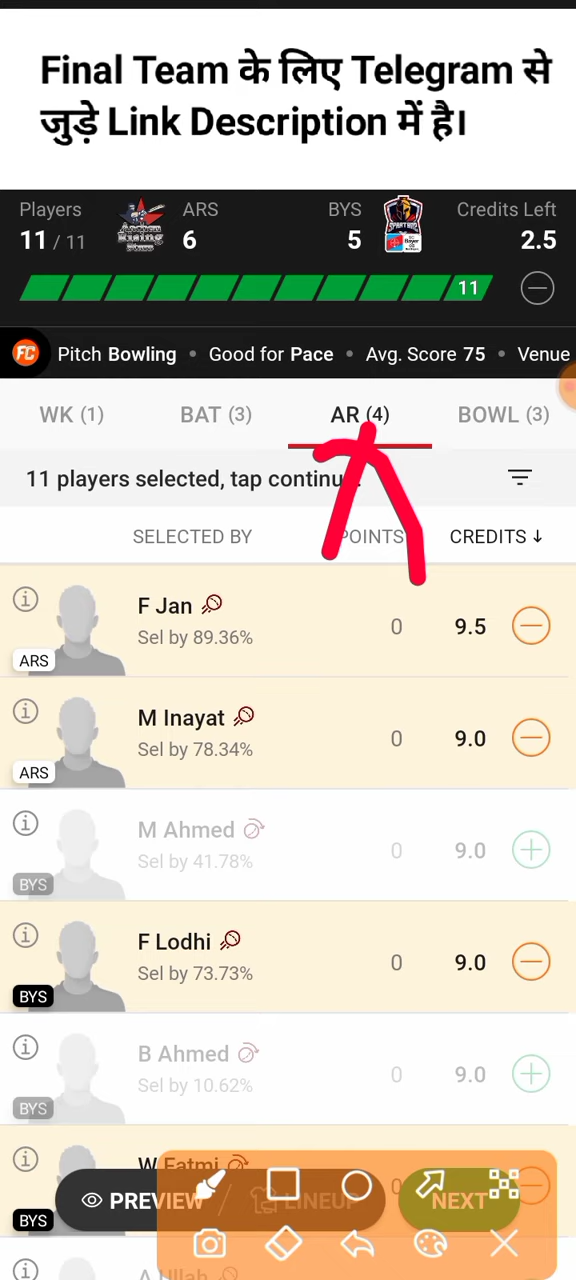 Final Team के लिए Telegram से
जुड़े Link Description में है।
Players ARS BYS Credits Left
11 / 11 6 5 2.5
11
FC Pitch Bowling • Good for Pace • Avg. Score 75 • Venue
WK (1) BAT (3) AR (4) BOWL (3)
11 players selected, tap continu
SELECTED BY POINTS CREDITS ↓
F Jan
Sel by 89.36% 0 9.5
ARS
M Inayat
Sel by 78.34% 0 9.0
ARS
M Ahmed
Sel by 41.78% 0 9.0
BYS
F Lodhi
Sel by 73.73% 0 9.0
BYS
B Ahmed
Sel by 10.62% 0 9.0
BYS
W Fatmi
BYS
PREVIEW / LINEUP NEXT
A Ullah